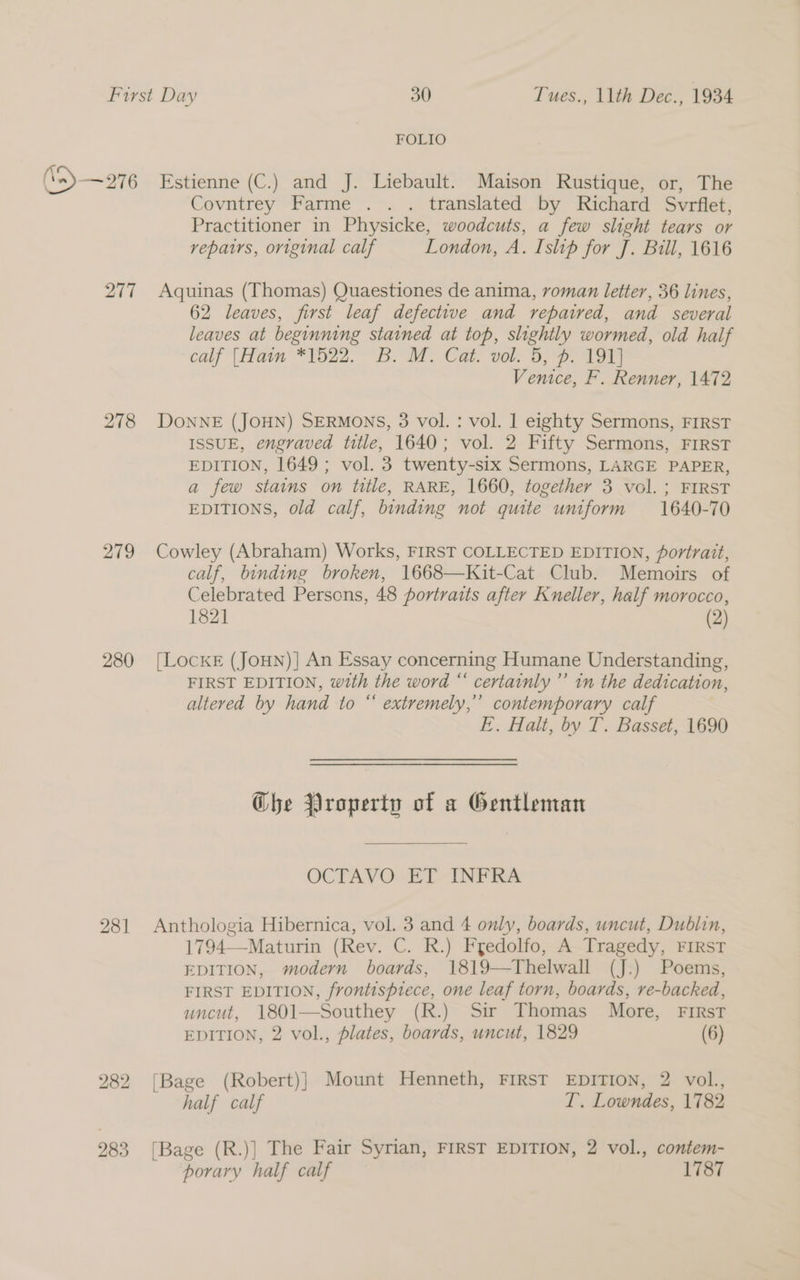 First Day 30 Tues., 11th Dec., 1934
FOLIO
276 Estienne (C.) and J. Liebault. Maison Rustique, or, The
Covntrey Farme . . . translated by Richard Svrflet,
Practitioner in Physicke, woodcuts, a few slight tears or
repairs, original calf London, A. Islip for J. Bill, 1616
277 Aquinas (Thomas) Quaestiones de anima, roman letter, 36 lines,
62 leaves, first leaf defective and repaired, and several
leaves at beginning stained at top, slightly wormed, old half
calf [Hain *1522. B. M. Cat. vol. 5, p. 191]
Venice, F. Renner, 1472
278 DONNE (JOHN) SERMONS, 3 vol. : vol. 1 eighty Sermons, FIRST
ISSUE, engraved title, 1640 ; vol. 2 Fifty Sermons, FIRST
EDITION, 1649 ; vol. 3 twenty-six Sermons, LARGE PAPER,
a few stains on title, RARE, 1660, together 3 vol. ; FIRST
EDITIONS, old calf, binding not quite uniform 1640-70
279 Cowley (Abraham) Works, FIRST COLLECTED EDITION, portrait,
calf, binding broken, 1668—Kit-Cat Club. Memoirs of
Celebrated Persons, 48 portraits after Kneller, half morocco,
1821 (2)
280 [LOCKE (JOHN)] An Essay concerning Humane Understanding,
FIRST EDITION, with the word “ certainly ” in the dedication,
altered by hand to “ extremely,” contemporary calf
E. Halt, by T. Basset, 1690
The Property of a Gentleman
OCTAVO ET INFRA
281 Anthologia Hibernica, vol. 3 and 4 only, boards, uncut, Dublin,
1794—Maturin (Rev. C. R.) Fredolfo, A Tragedy, FIRST
EDITION, modern boards, 1819—Thelwall (J.) Poems,
FIRST EDITION, frontispiece, one leaf torn, boards, re-backed,
uncut, 1801—Southey (R.) Sir Thomas More, FIRST
EDITION, 2 vol., plates, boards, uncut, 1829 (6)
282 [Bage (Robert)] Mount Henneth, FIRST EDITION, 2 vol.,
half calf T. Lowndes, 1782
283 [Bage (R.)] The Fair Syrian, FIRST EDITION, 2 vol., contem-
porary half calf 1787